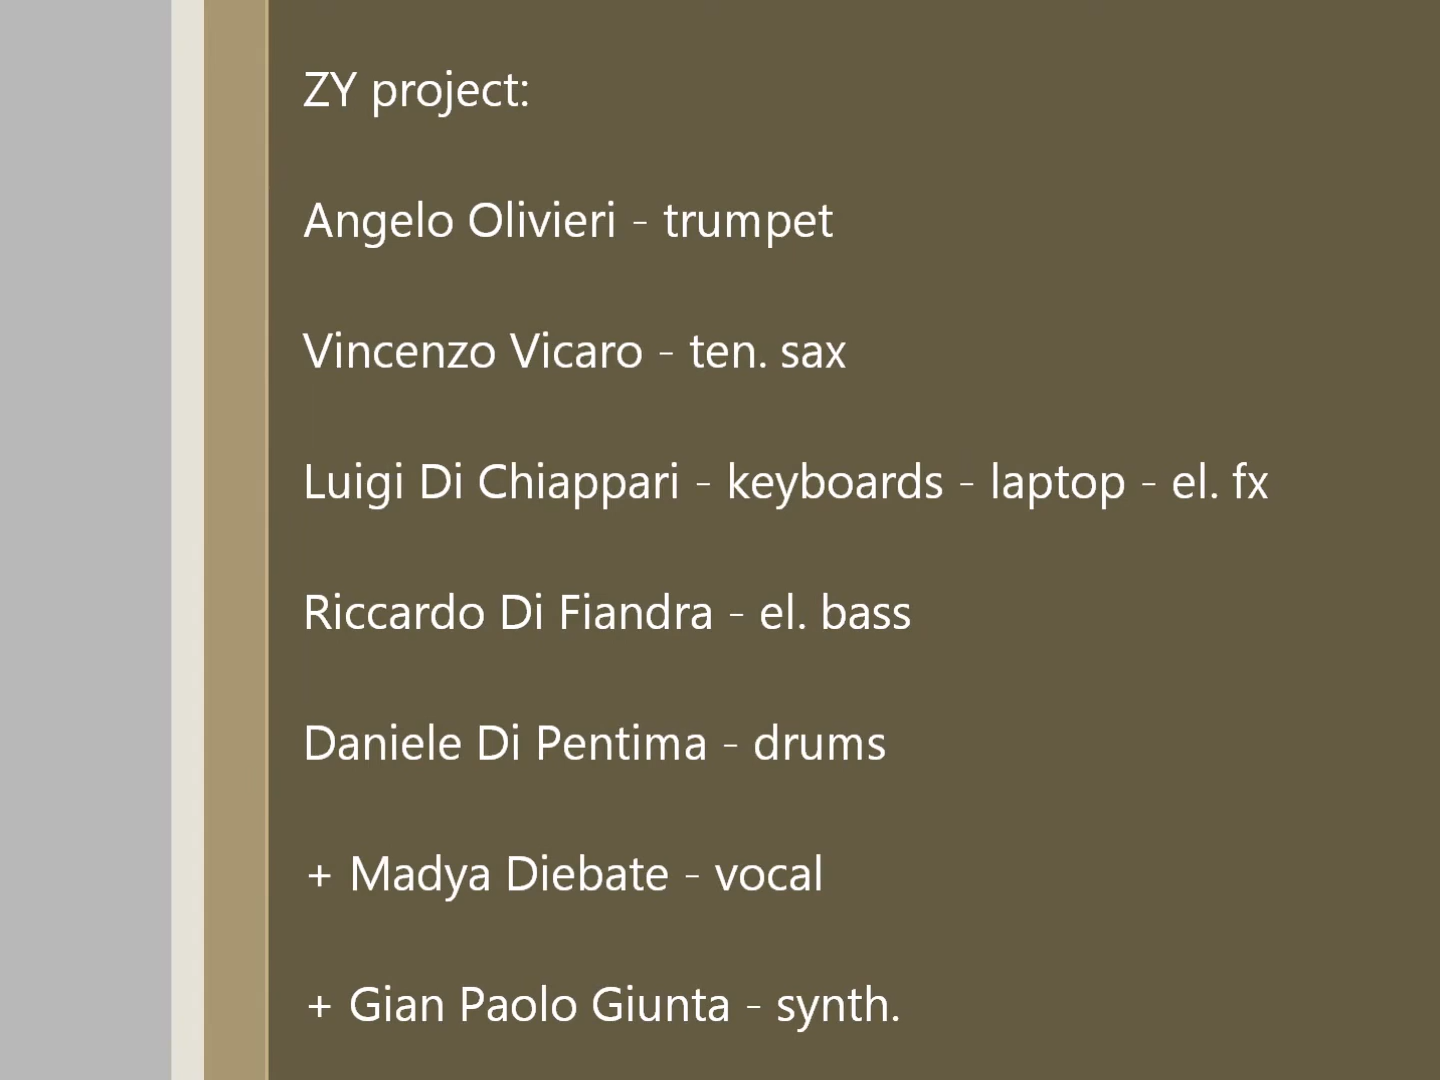 ZY project:
Angelo Olivieri - trumpet
Vincenzo Vicaro - ten. sax
Luigi Di Chiappari - keyboards - laptop - el. fx
Riccardo Di Fiandra - el. bass
Daniele Di Pentima - drums
+ Madya Diebate - vocal
+ Gian Paolo Giunta - synth.